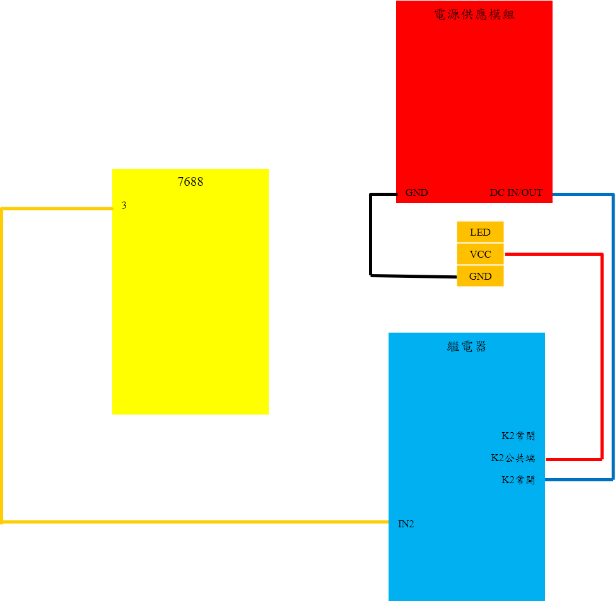 電源供應模組
GND
DC IN/OUT
7688
3
LED
VCC
GND
繼電器
K2常閉
K2公共端
K2常開
IN2